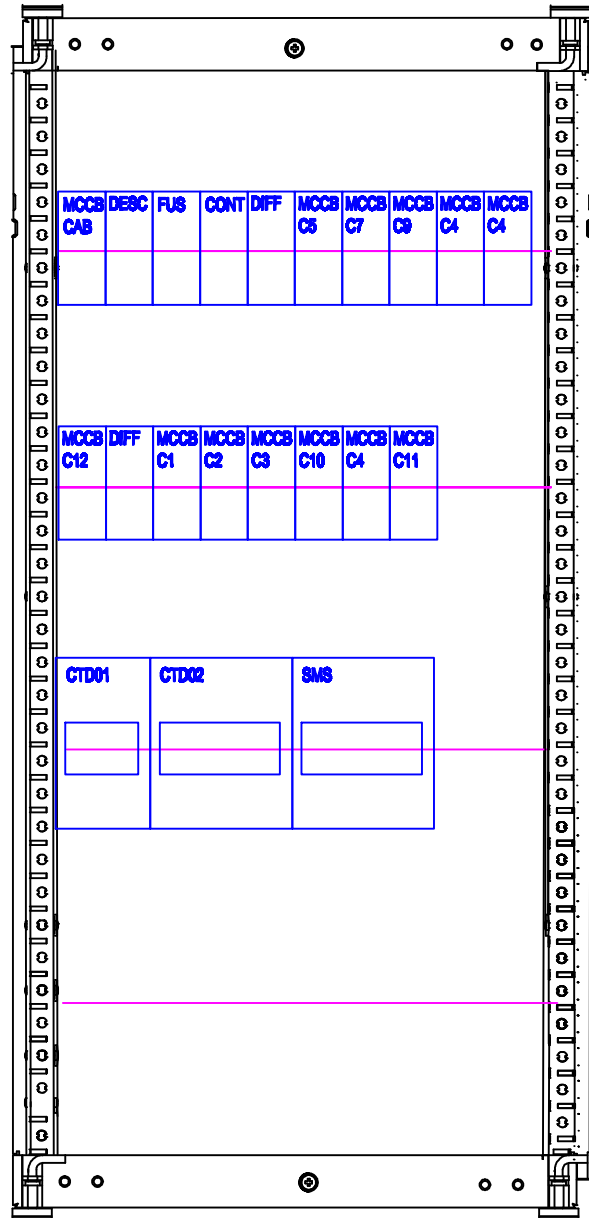 MCCB DESC FUS CONT DIFF MCCB MCCB MCCB MCCB MCCB
CAB C5 C7 C9 C4 C4
MCCB DIFF MCCB MCCB MCCB MCCB MCCB MCCB
C12 C1 C2 C3 C10 C4 C11
CTD01 CTD02 SMS